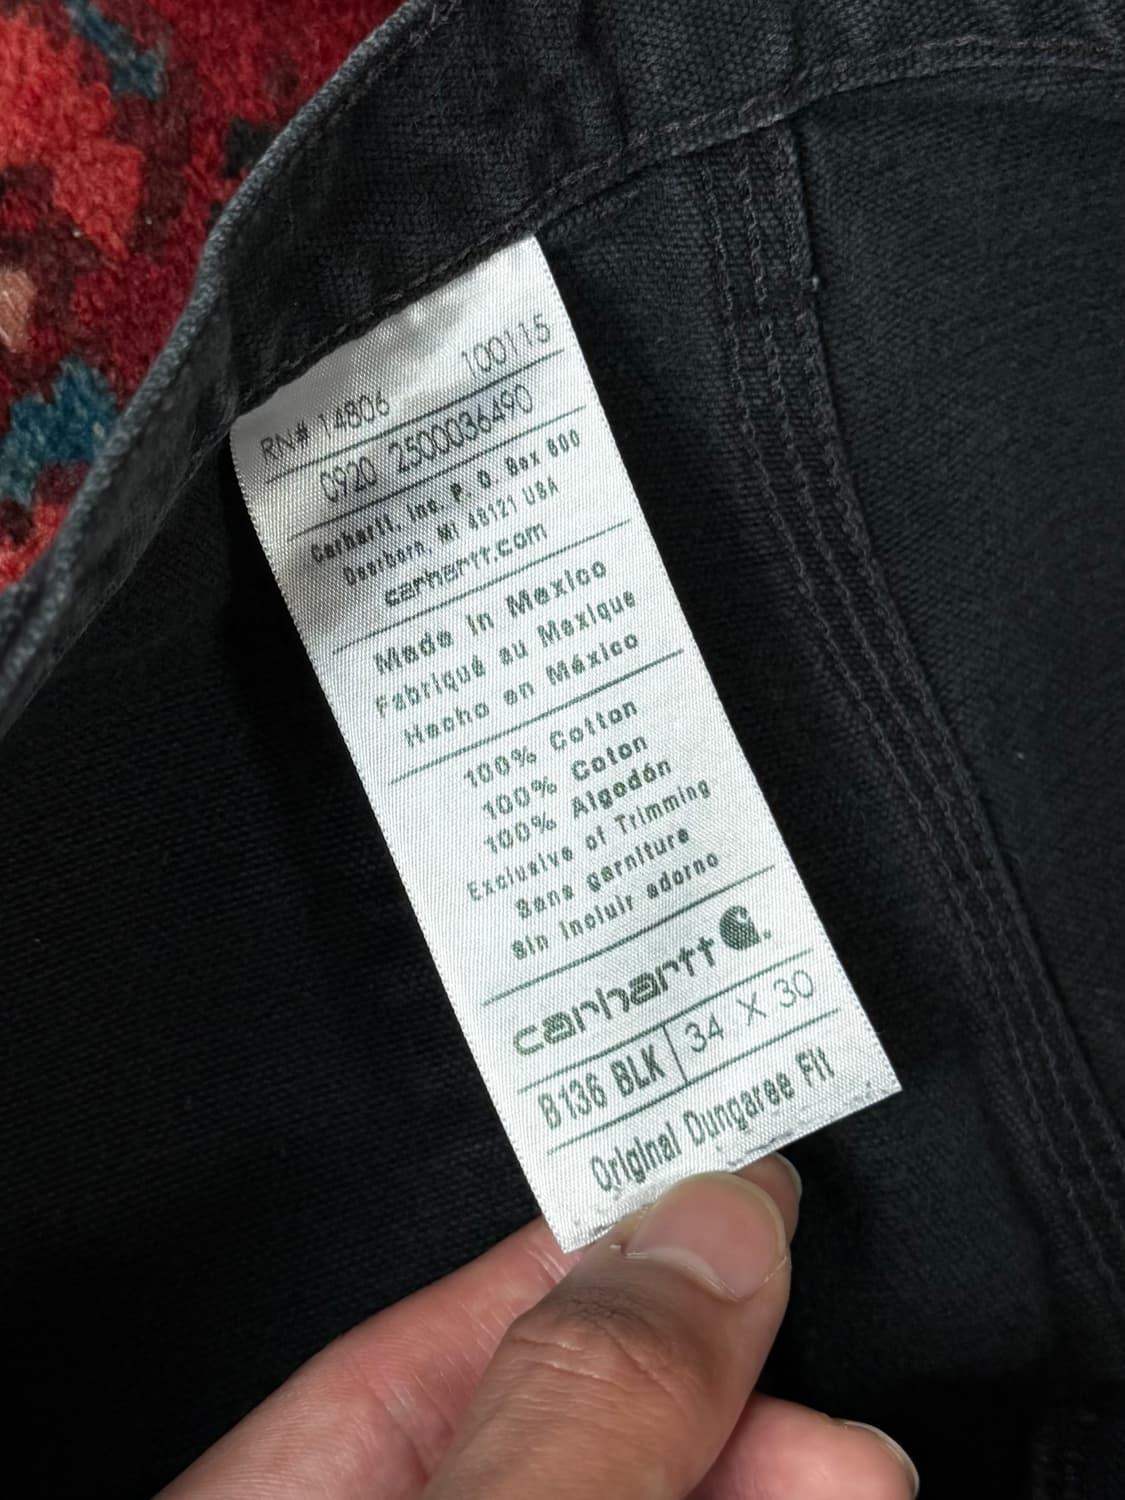 RN# 14806 100115
C920 2500036490
Carhartt, Inc. P. O. Box 600
Dearborn, MI 48121 USA
carhartt.com
Made in Mexico
Fabriqué au Mexique
Hecho en México
100% Cotton
100% Coton
100% Algodón
Exclusive of Trimming
Sans garniture
Sin incluir adorno
carhartt
B136 BLK 34 X 30
Original Dungaree Fit